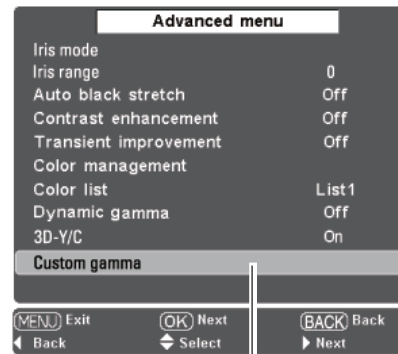 Advanced menu
Iris mode
Iris range 0
Auto black stretch Off
Contrast enhancement Off
Transient improvement Off
Color management
Color list List1
Dynamic gamma Off
3D-Y/C On
Custom gamma
MENU Exit OK Next BACK Back
Back Select Next